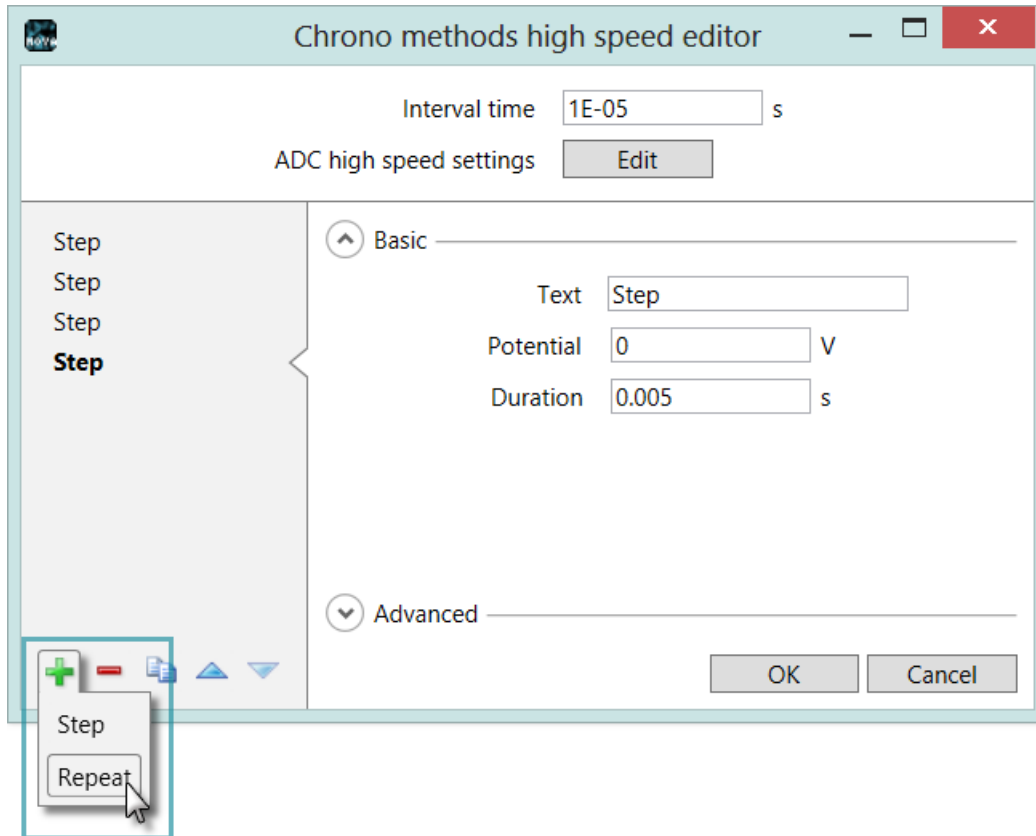 Chrono methods high speed editor
Interval time 1E-05 s
ADC high speed settings Edit
Step
Step
Step
Step
Basic
Text Step
Potential 0 V
Duration 0.005 s
Advanced
OK Cancel
Step
Repeat